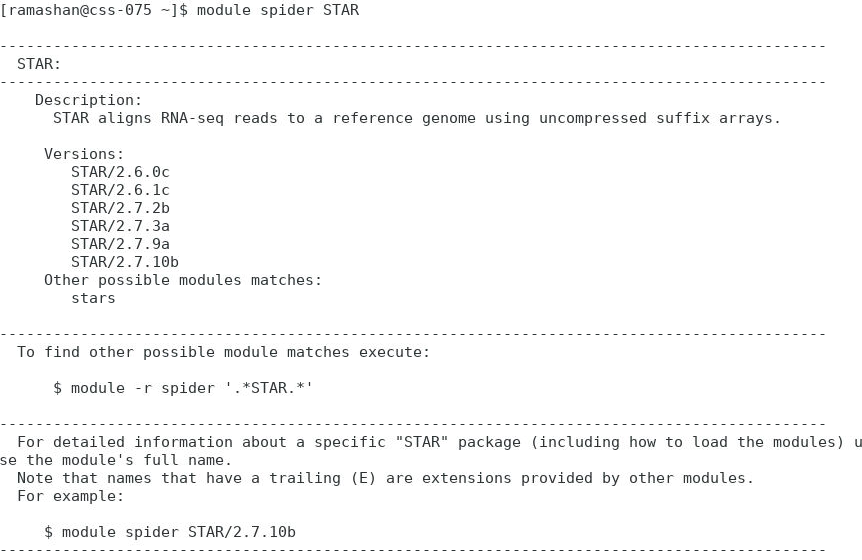 [ramashan@css-075 ~]$ module spider STAR

--------------------------------------------------------------------------------------------
  STAR:
--------------------------------------------------------------------------------------------
    Description:
      STAR aligns RNA-seq reads to a reference genome using uncompressed suffix arrays.

     Versions:
        STAR/2.6.0c
        STAR/2.6.1c
        STAR/2.7.2b
        STAR/2.7.3a
        STAR/2.7.9a
        STAR/2.7.10b
     Other possible modules matches:
        stars

--------------------------------------------------------------------------------------------
  To find other possible module matches execute:

      $ module -r spider '.*STAR.*'

--------------------------------------------------------------------------------------------
  For detailed information about a specific "STAR" package (including how to load the modules) u
se the module's full name.
  Note that names that have a trailing (E) are extensions provided by other modules.
  For example:

     $ module spider STAR/2.7.10b
--------------------------------------------------------------------------------------------